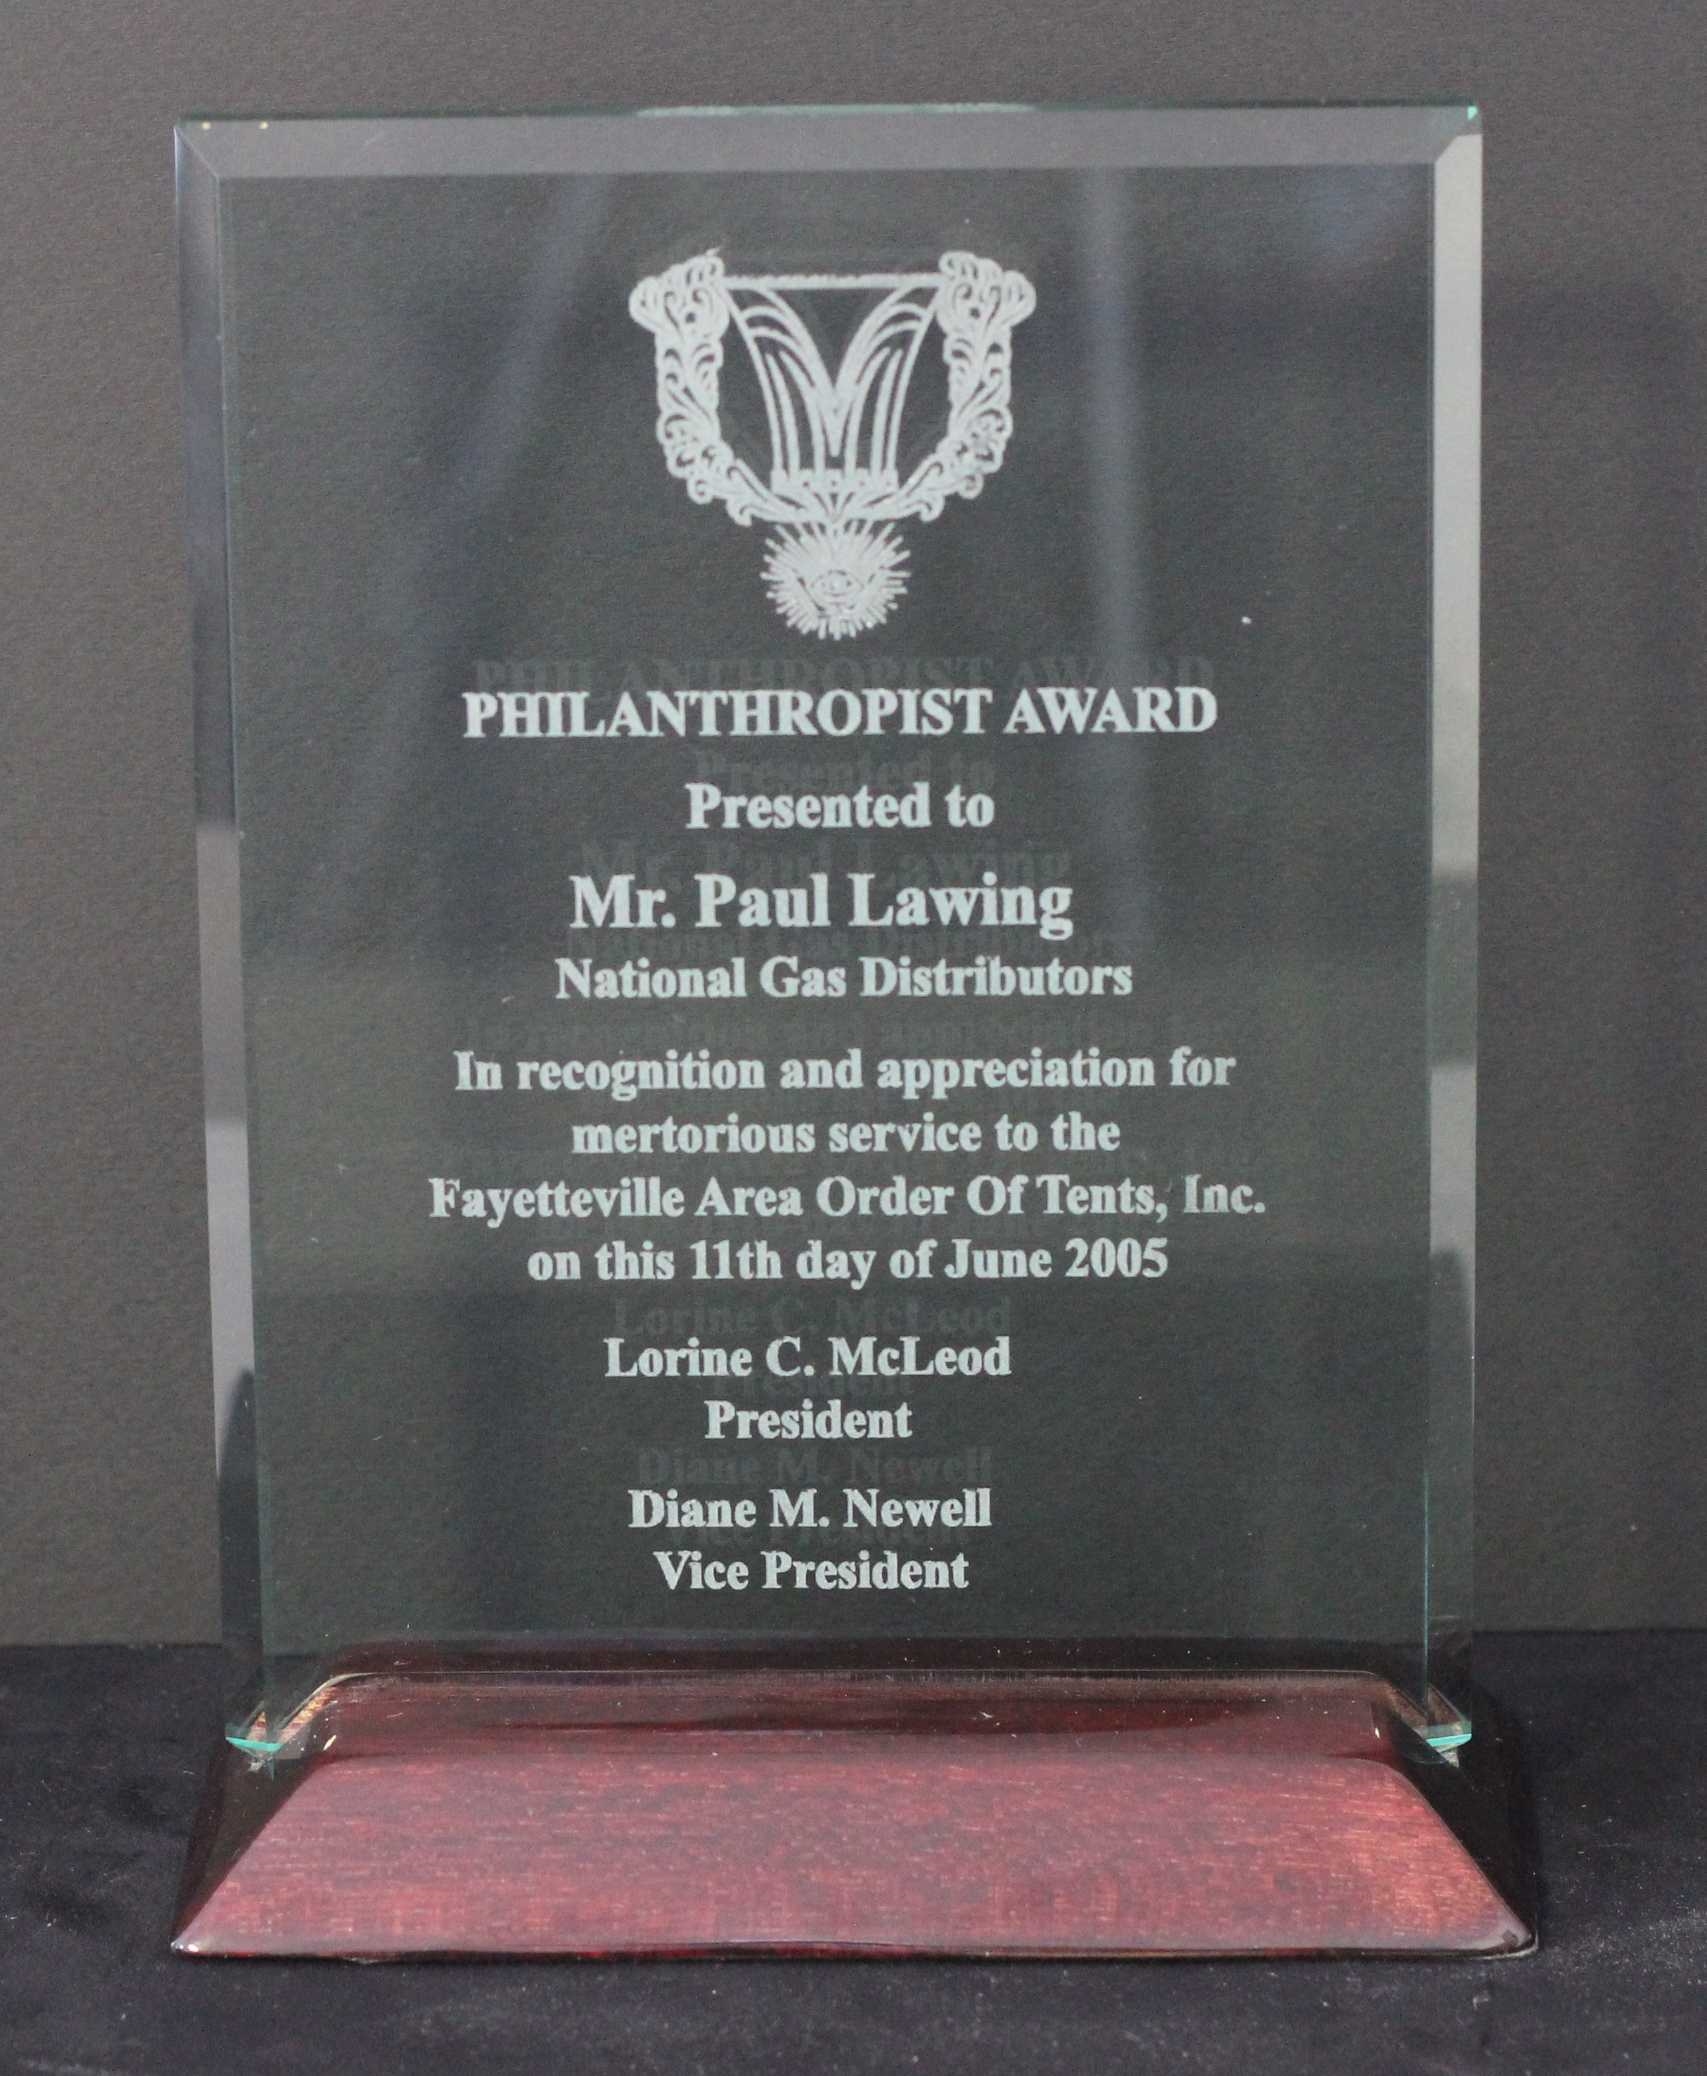 PHILANTHROPIST AWARD
Presented to
Mr. Paul Lawing
National Gas Distributors
In recognition and appreciation for
mertorious service to the
Fayetteville Area Order Of Tents, Inc.
on this 11th day of June 2005
Lorine C. McLeod
President
Diane M. Newell
Vice President